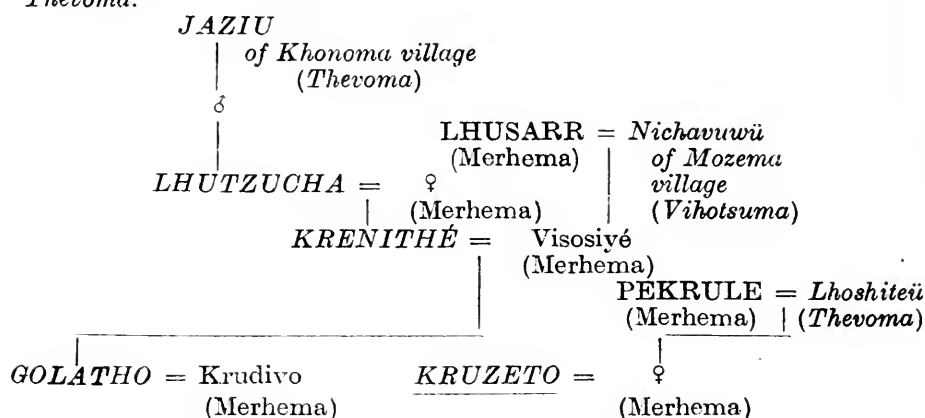 Thevoma.
JAZIU
of Khonoma village
(Thevoma)
♂
LHUSARR = Nichavuwü
(Merhema) of Mozema
village
LHUTZUCHA = ♀ (Vihotsuma)
(Merhema)
KRENITHÉ = Visosiyé
(Merhema)
PEKRULE = Lhoshiteü
(Merhema) (Thevoma)
GOLATHO = Krudivo KRUZETO = ♀
(Merhema) (Merhema)